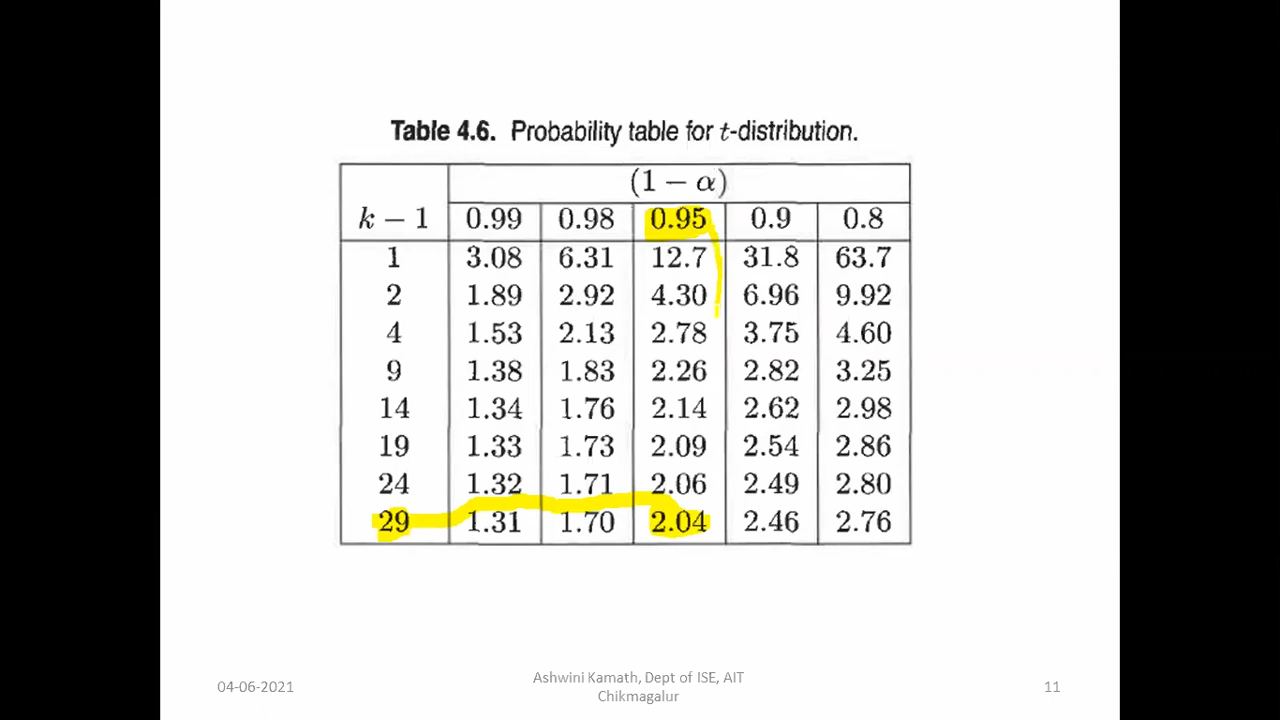 Table 4.6. Probability table for t-distribution.
(1 − α)
k − 1 0.99 0.98 0.95 0.9 0.8
1 3.08 6.31 12.7 31.8 63.7
2 1.89 2.92 4.30 6.96 9.92
4 1.53 2.13 2.78 3.75 4.60
9 1.38 1.83 2.26 2.82 3.25
14 1.34 1.76 2.14 2.62 2.98
19 1.33 1.73 2.09 2.54 2.86
24 1.32 1.71 2.06 2.49 2.80
29 1.31 1.70 2.04 2.46 2.76
04-06-2021
Ashwini Kamath, Dept of ISE, AIT
Chikmagalur
11